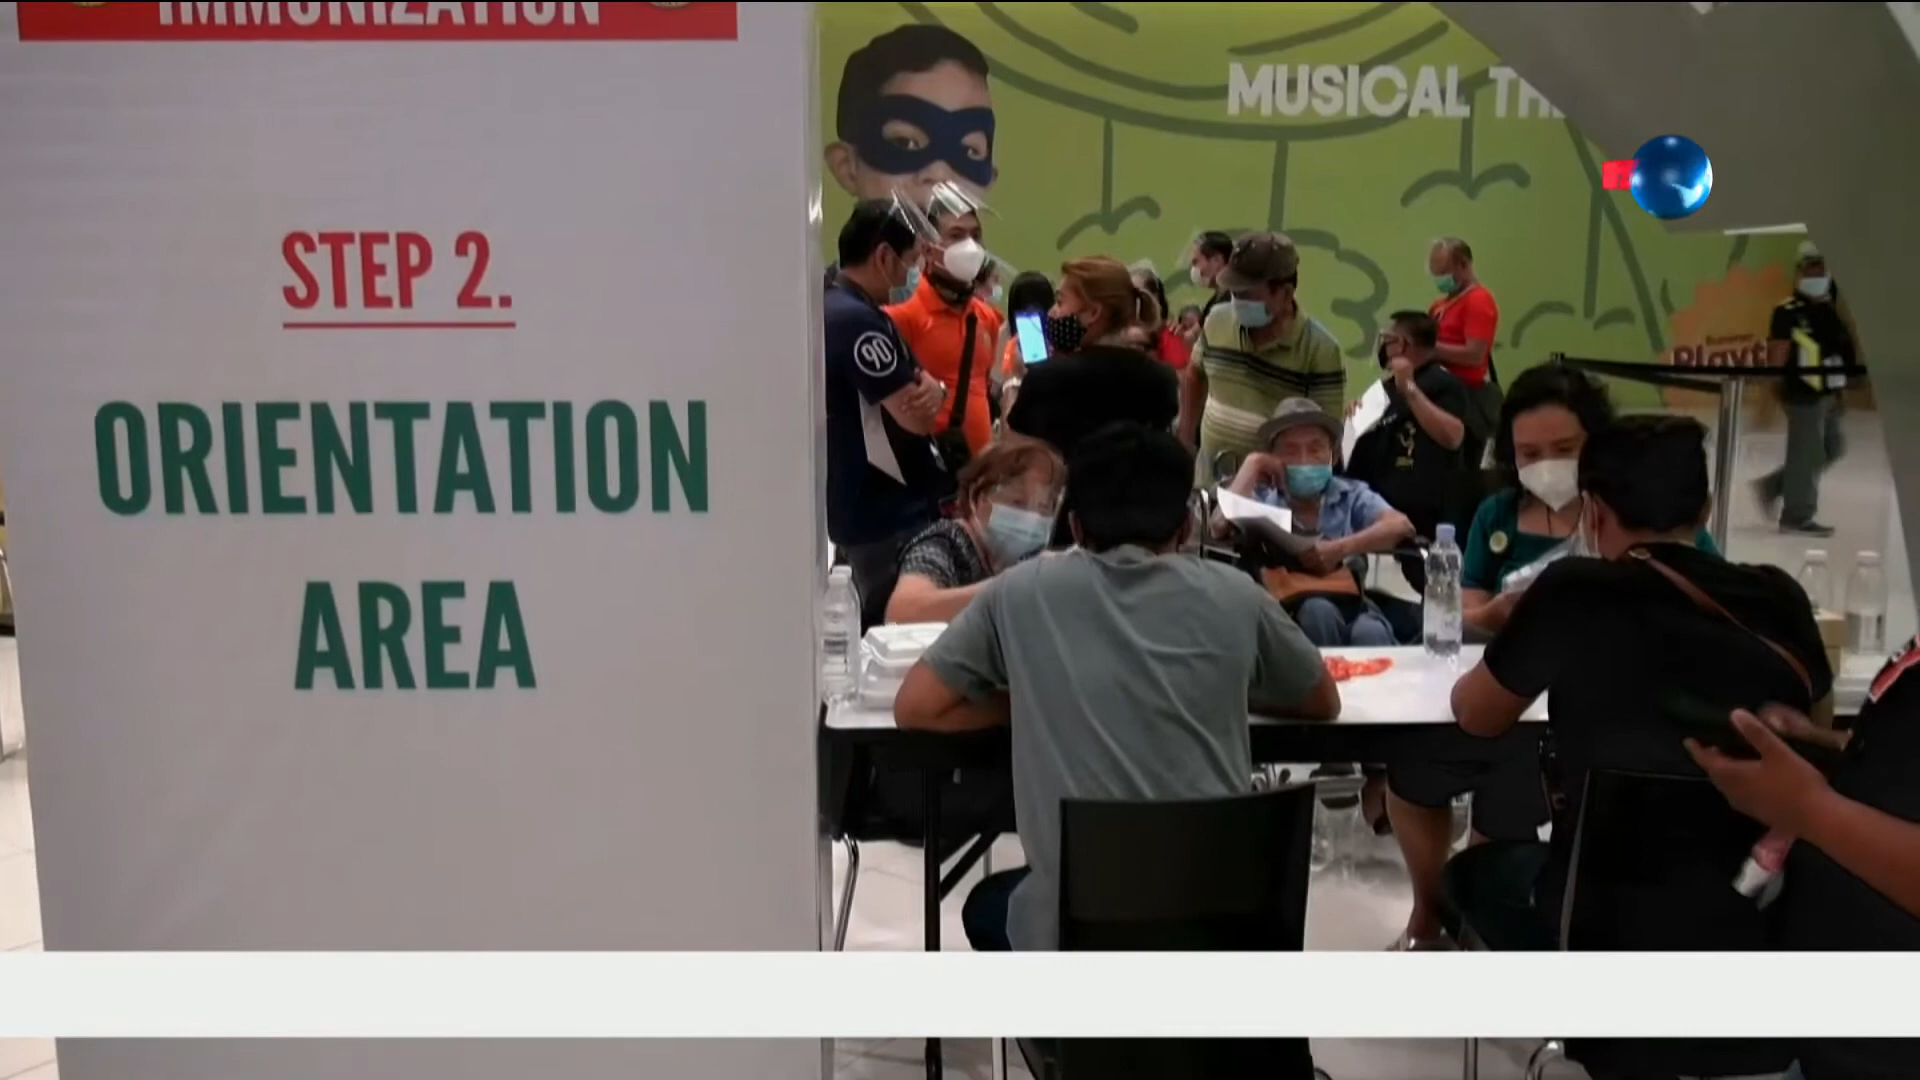 IMMUNIZATION
STEP 2.
ORIENTATION
AREA
MUSICAL
90